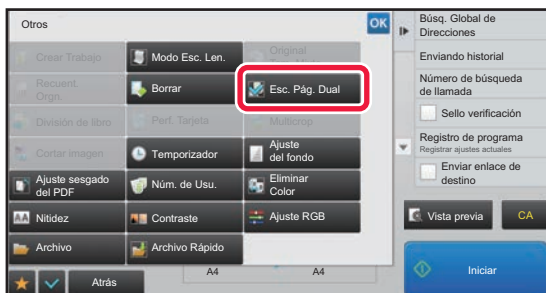 Otros
OK
Crear Trabajo
Modo Esc. Len.
Original
Recuent.
Orgn.
Borrar
Esc. Pág. Dual
División de libro
Perf. Tarjeta
Multicrop
Cortar imagen
Temporizador
Ajuste
del fondo
Ajuste sesgado
del PDF
Núm. de Usu.
Eliminar
Color
AA Nitidez
Contraste
Ajuste RGB
Archivo
Archivo Rápido
Atrás
A4
A4
Búsq. Global de
Direcciones
Enviando historial
Número de búsqueda
de llamada
Sello verificación
Registro de programa
Registrar ajustes actuales
Enviar enlace de
destino
Vista previa
CA
Iniciar